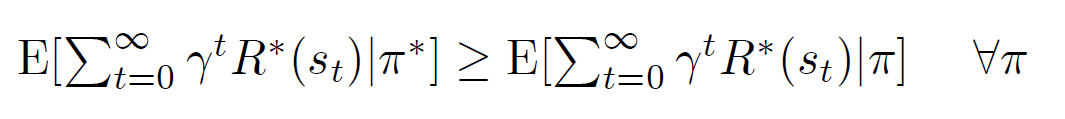 E[∑_{t=0}^{∞} γ^t R*(s_t)|π*] ≥ E[∑_{t=0}^{∞} γ^t R*(s_t)|π] ∀π